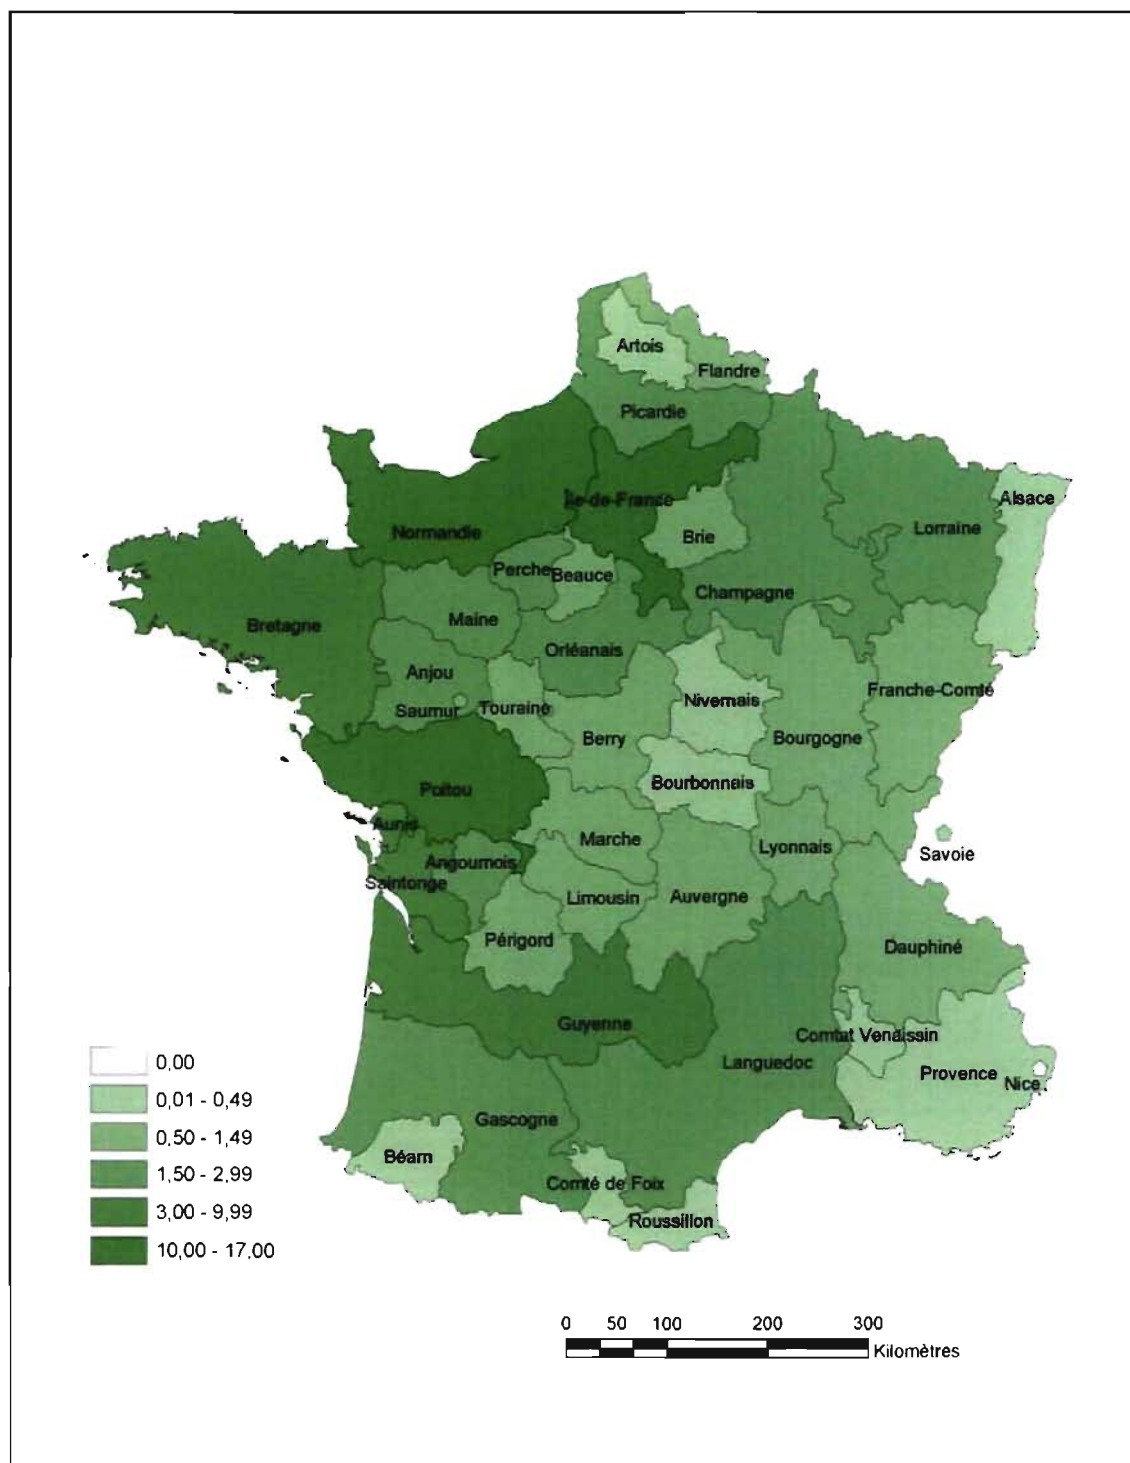 Artois
Flandre
Picardie
Île-de-France
Alsace
Normandie
Brie
Lorraine
Perche
Beauce
Champagne
Bretagne
Maine
Orléanais
Anjou
Franche-Comté
Saumur
Touraine
Nivernais
Berry
Bourgogne
Poitou
Bourbonnais
Aunis
Marche
Lyonnais
Savoie
Angoumois
Saintonge
Limousin
Auvergne
Périgord
Dauphiné
Guyenne
Comtat Venaissin
Languedoc
Provence
Nice
Gascogne
Béarn
Comté de Foix
Roussillon
0,00
0,01 - 0,49
0,50 - 1,49
1,50 - 2,99
3,00 - 9,99
10,00 - 17,00
0 50 100 200 300
Kilomètres